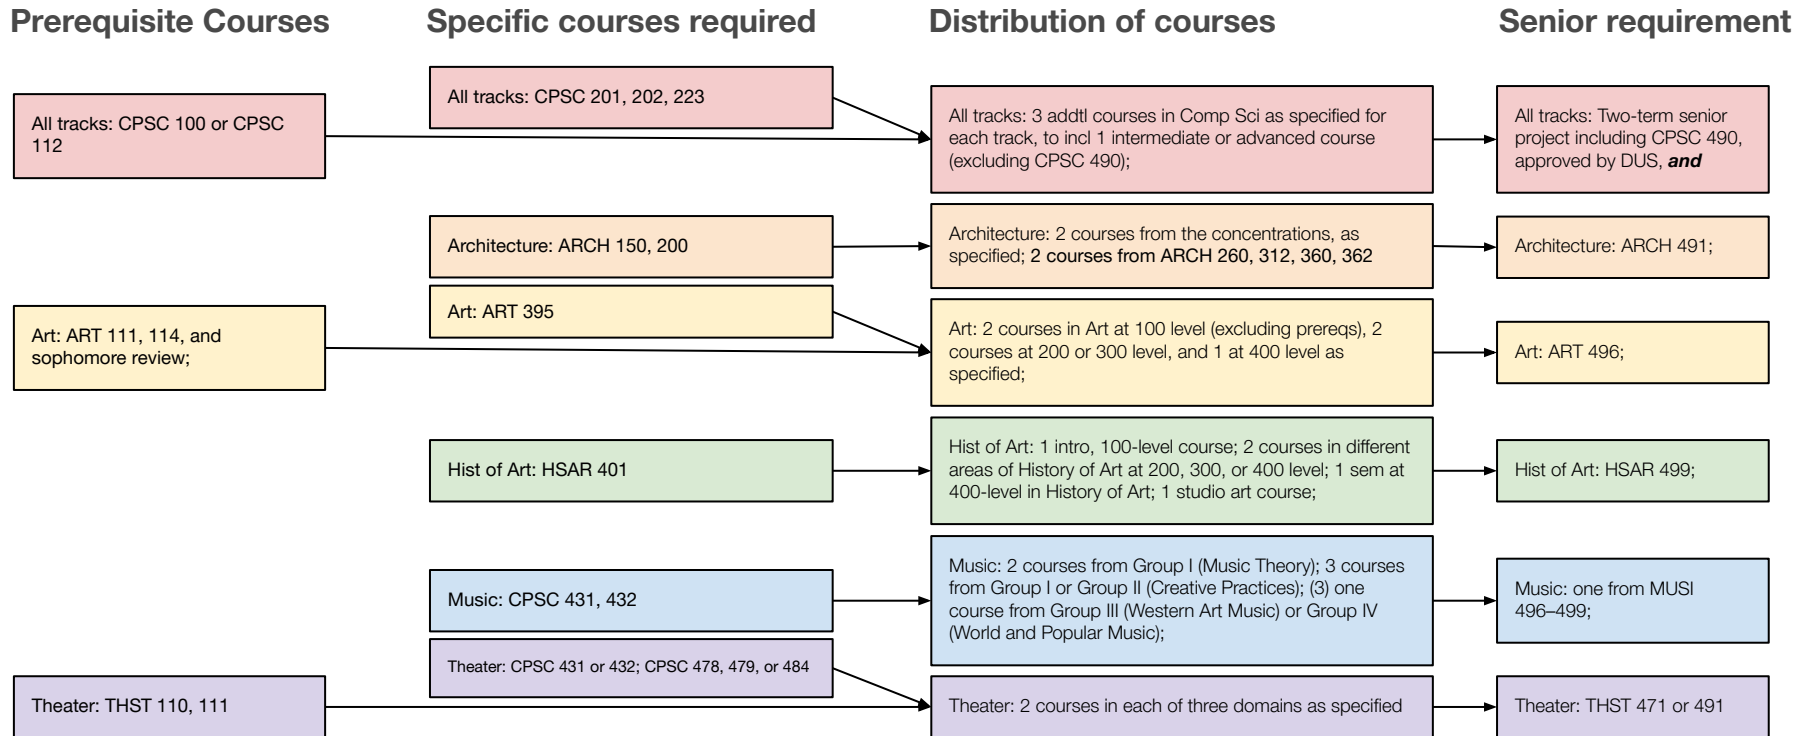 Prerequisite Courses
Specific courses required
Distribution of courses
Senior requirement
All tracks: CPSC 100 or CPSC
112
All tracks: CPSC 201, 202, 223
All tracks: 3 addtl courses in Comp Sci as specified for
each track, to incl 1 intermediate or advanced course
(excluding CPSC 490);
All tracks: Two-term senior
project including CPSC 490,
approved by DUS, and
Architecture: ARCH 150, 200
Architecture: 2 courses from the concentrations, as
specified; 2 courses from ARCH 260, 312, 360, 362
Architecture: ARCH 491;
Art: ART 111, 114, and
sophomore review;
Art: ART 395
Art: 2 courses in Art at 100 level (excluding prereqs), 2
courses at 200 or 300 level, and 1 at 400 level as
specified;
Art: ART 496;
Hist of Art: HSAR 401
Hist of Art: 1 intro, 100-level course; 2 courses in different
areas of History of Art at 200, 300, or 400 level; 1 sem at
400-level in History of Art; 1 studio art course;
Hist of Art: HSAR 499;
Music: CPSC 431, 432
Music: 2 courses from Group I (Music Theory); 3 courses
from Group I or Group II (Creative Practices); (3) one
course from Group III (Western Art Music) or Group IV
(World and Popular Music);
Music: one from MUSI
496–499;
Theater: THST 110, 111
Theater: CPSC 431 or 432; CPSC 478, 479, or 484
Theater: 2 courses in each of three domains as specified
Theater: THST 471 or 491